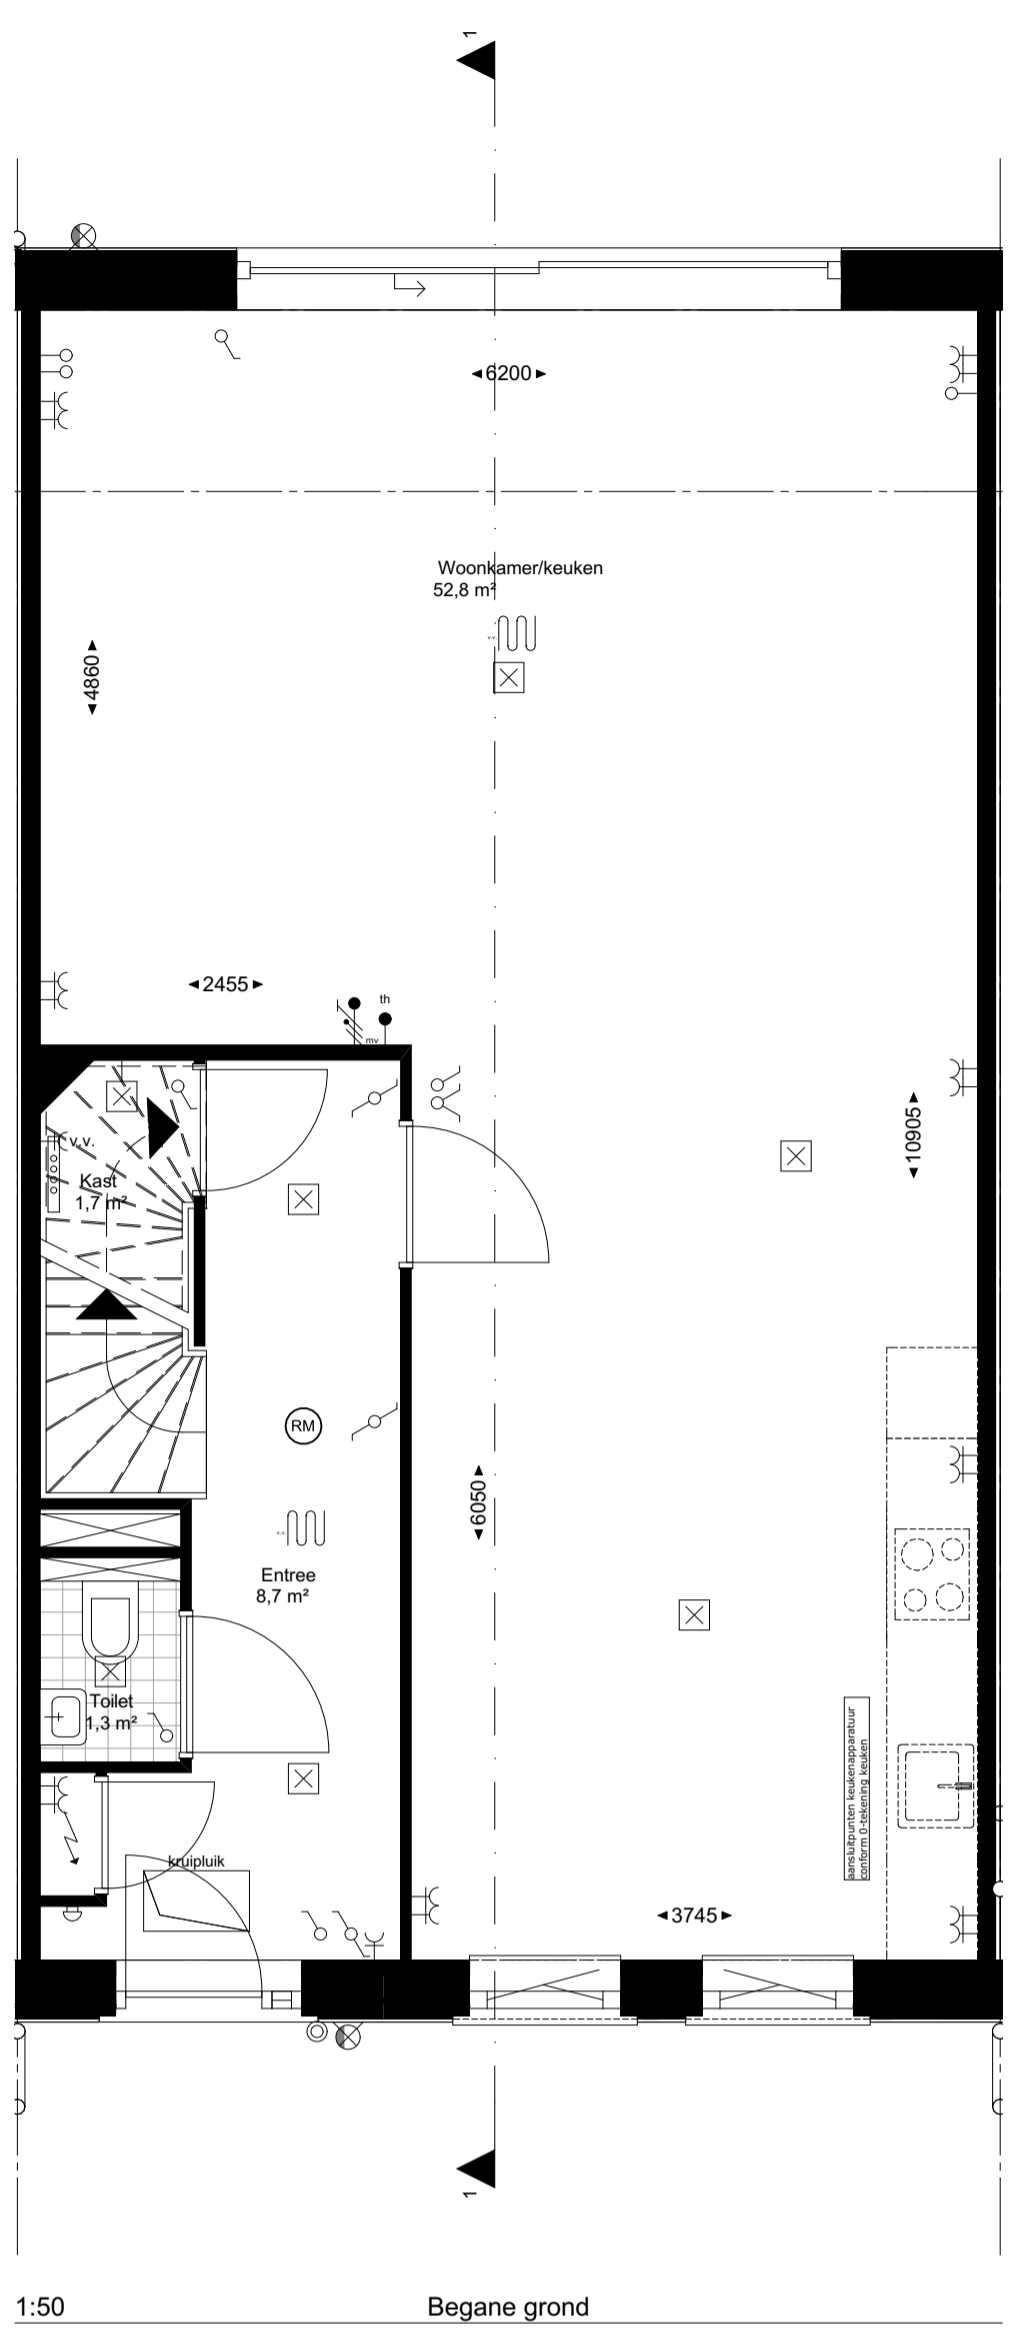 1
6200
Woonkamer/keuken
52,8 m²
v.v.
4860
2455
th
mv
v.v.
Kast
1,7 m²
10905
RM
6050
v.v.
Entree
8,7 m²
Toilet
1,3 m²
aansluitpunten keukenapparatuur
conform 0-tekening keuken
kruipluik
3745
1
1:50
Begane grond